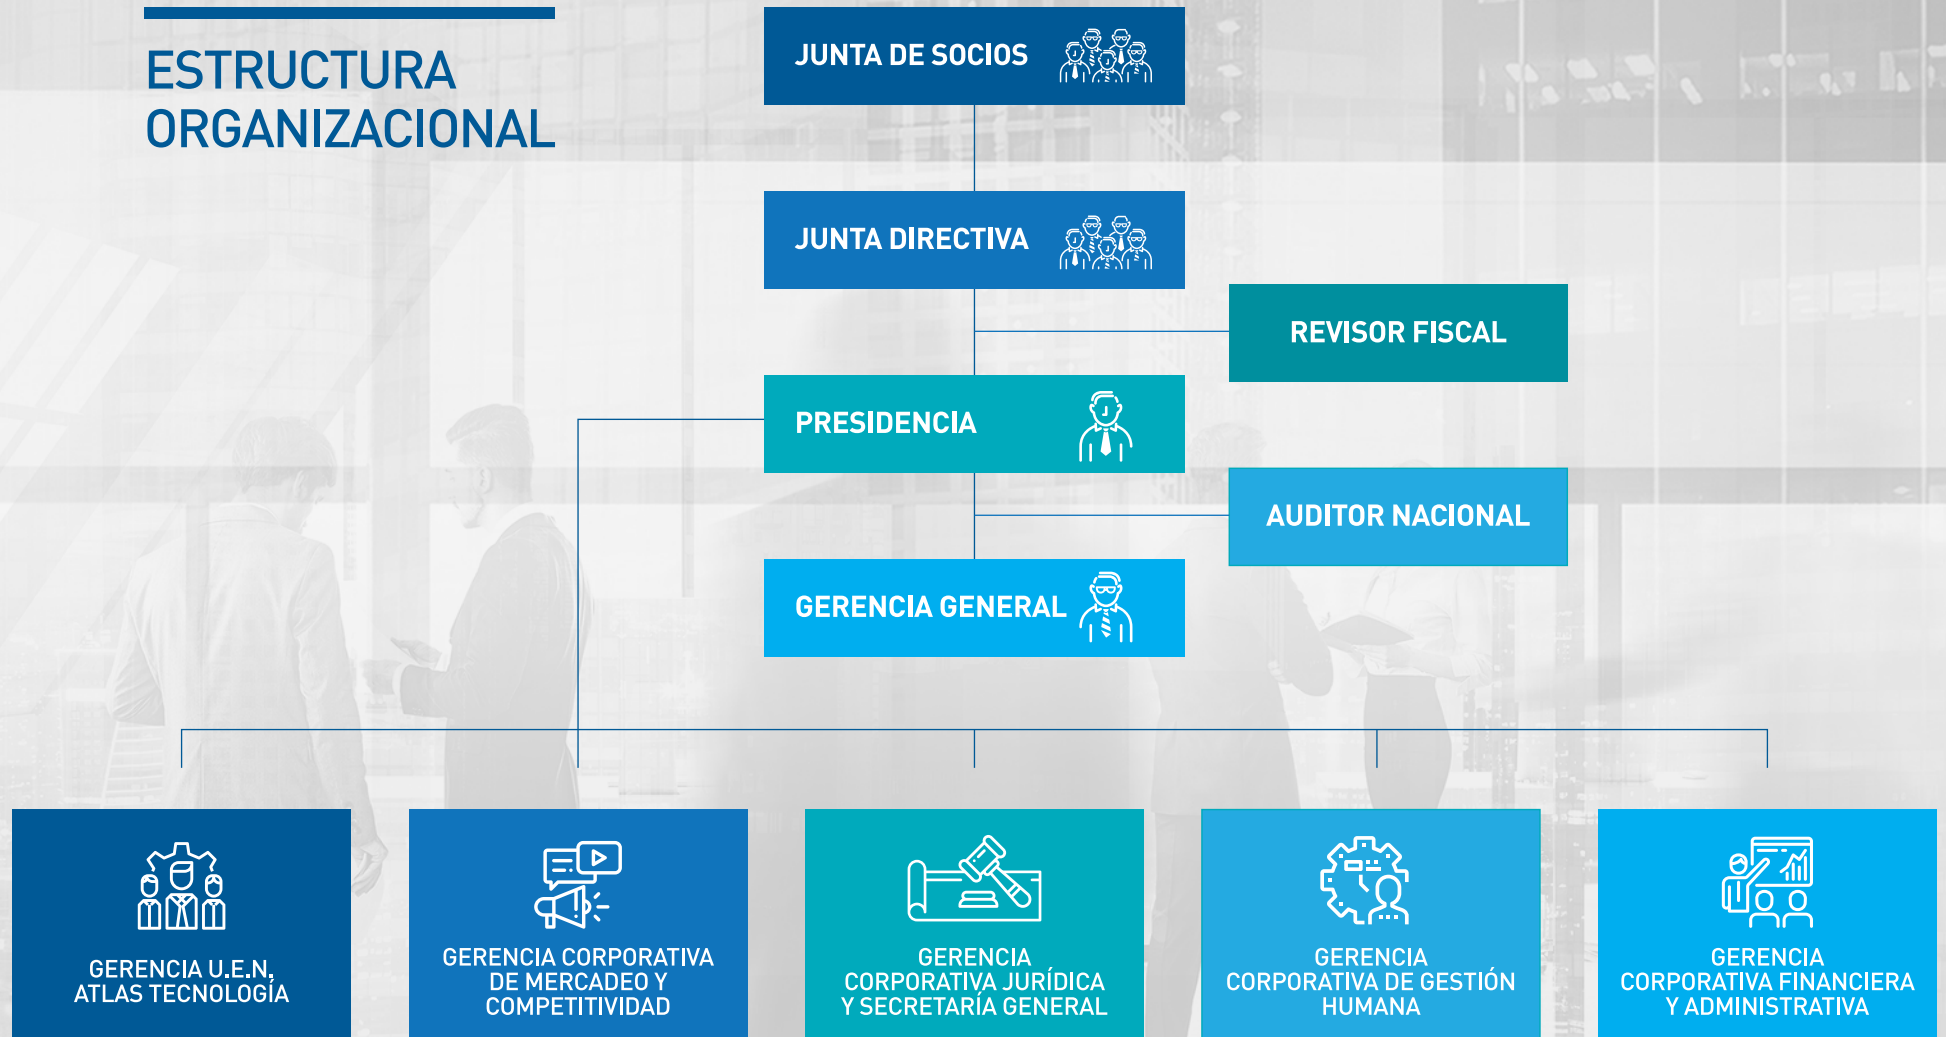 ESTRUCTURA
ORGANIZACIONAL
JUNTA DE SOCIOS
JUNTA DIRECTIVA
REVISOR FISCAL
PRESIDENCIA
AUDITOR NACIONAL
GERENCIA GENERAL
GERENCIA U.E.N,
ATLAS TECNOLOGÍA
GERENCIA CORPORATIVA
DE MERCADEO Y
COMPETITIVIDAD
GERENCIA
CORPORATIVA JURÍDICA
Y SECRETARÍA GENERAL
GERENCIA
CORPORATIVA DE GESTIÓN
HUMANA
GERENCIA
CORPORATIVA FINANCIERA
Y ADMINISTRATIVA